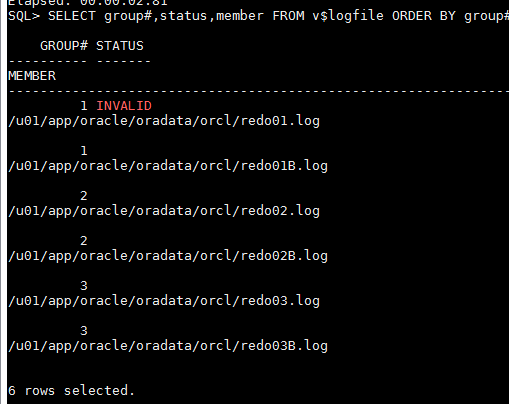 Elapsed: 00:00:02.81
SQL> SELECT group#,status,member FROM v$logfile ORDER BY group#
GROUP# STATUS
---------- -------
MEMBER
--------------------------------------------------------------------------------
1 INVALID
/u01/app/oracle/oradata/orcl/redo01.log
1
/u01/app/oracle/oradata/orcl/redo01B.log
2
/u01/app/oracle/oradata/orcl/redo02.log
2
/u01/app/oracle/oradata/orcl/redo02B.log
3
/u01/app/oracle/oradata/orcl/redo03.log
3
/u01/app/oracle/oradata/orcl/redo03B.log
6 rows selected.